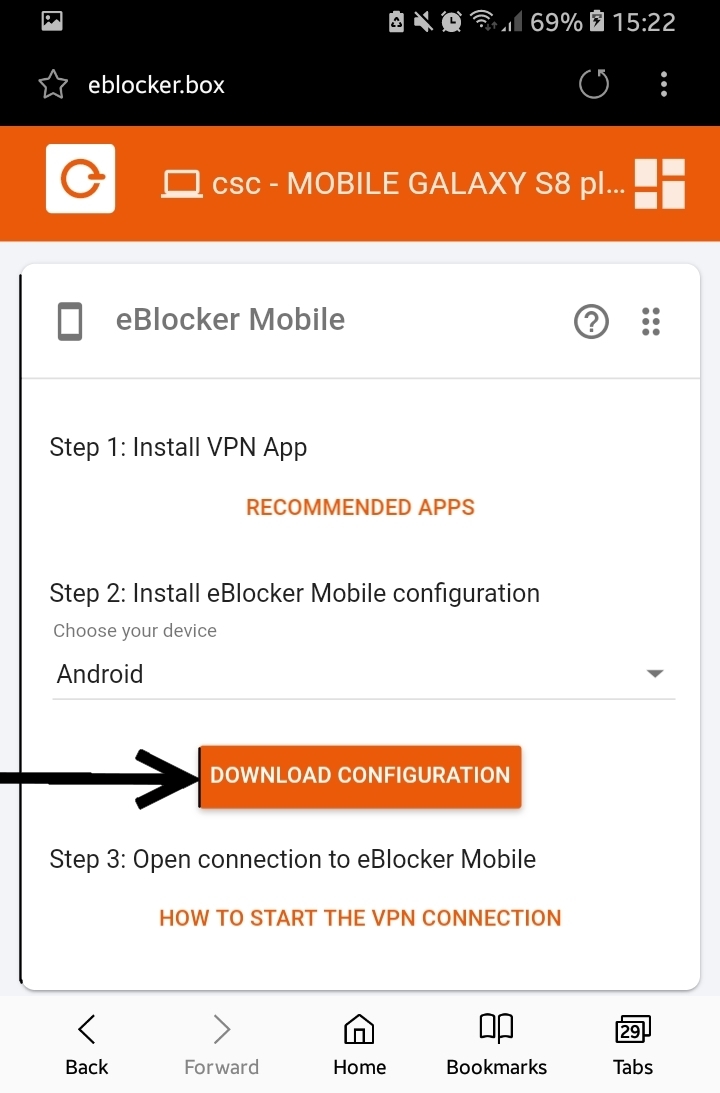 69% 15:22
eblocker.box
csc - MOBILE GALAXY S8 pl...
eBlocker Mobile
Step 1: Install VPN App
RECOMMENDED APPS
Step 2: Install eBlocker Mobile configuration
Choose your device
Android
DOWNLOAD CONFIGURATION
Step 3: Open connection to eBlocker Mobile
HOW TO START THE VPN CONNECTION
29
Back Forward Home Bookmarks Tabs